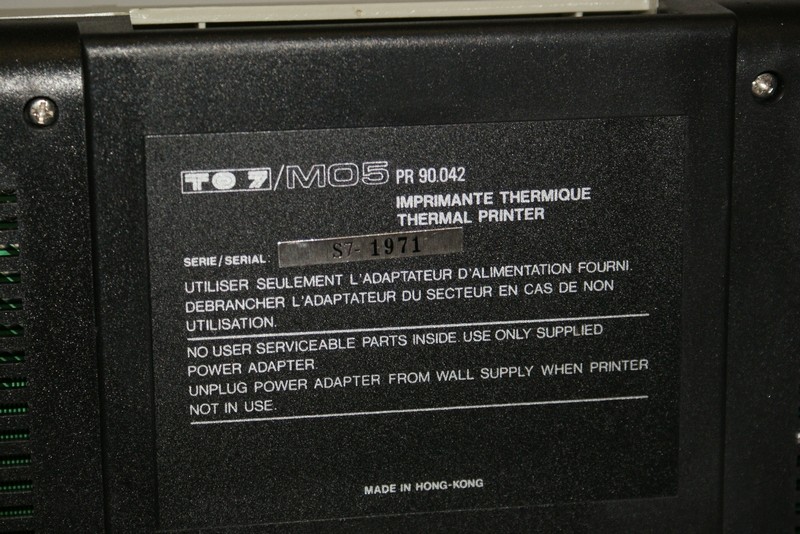 TO 7/MO5 PR 90.042
IMPRIMANTE THERMIQUE
THERMAL PRINTER
SERIE/SERIAL: S7- 1971
UTILISER SEULEMENT L'ADAPTATEUR D'ALIMENTATION FOURNI.
DEBRANCHER L'ADAPTATEUR DU SECTEUR EN CAS DE NON
UTILISATION.
NO USER SERVICEABLE PARTS INSIDE. USE ONLY SUPPLIED
POWER ADAPTER.
UNPLUG POWER ADAPTER FROM WALL SUPPLY WHEN PRINTER
NOT IN USE.
MADE IN HONG-KONG